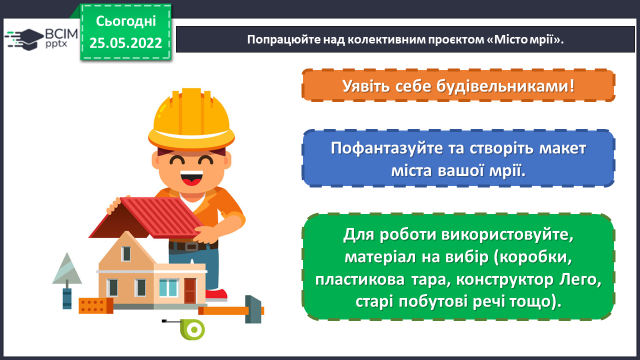 Сьогодні
25.05.2022
BCIM
pptx
Попрацюйте над колективним проєктом «Місто мрії».
Уявіть себе будівельниками!
Пофантазуйте та створіть макет
міста вашої мрії.
Для роботи використовуйте,
матеріал на вибір (коробки,
пластикова тара, конструктор Лего,
старі побутові речі тощо).